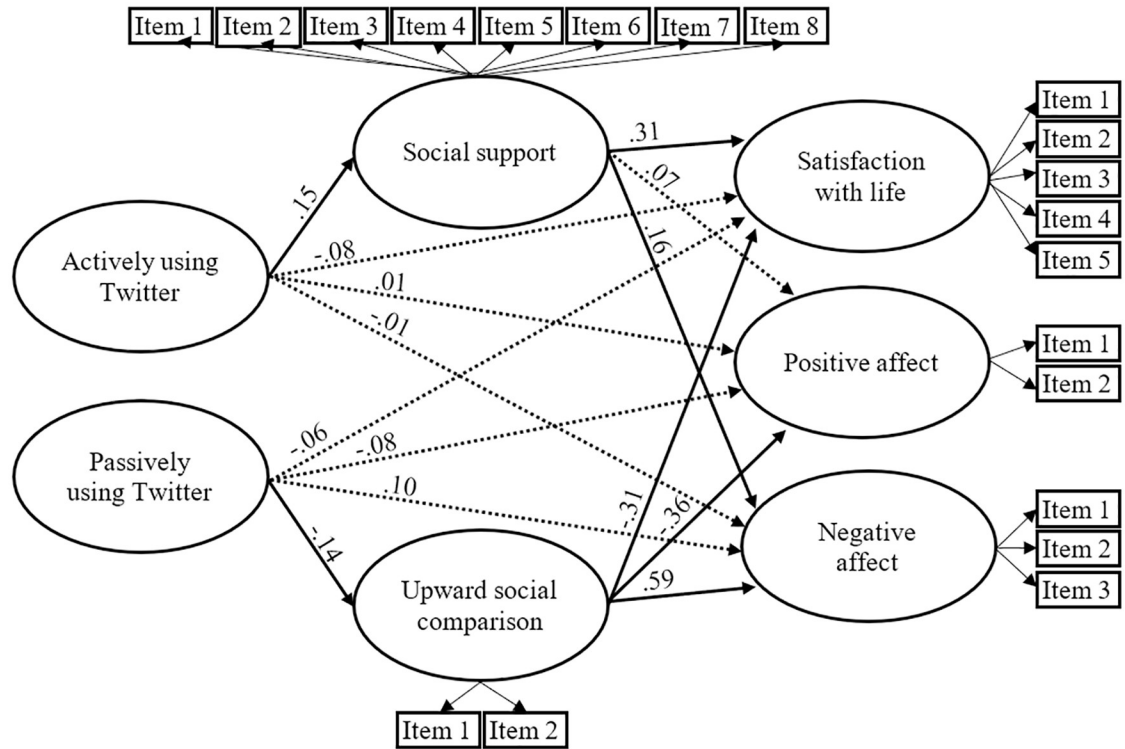 Item 1
Item 2
Item 3
Item 4
Item 5
Item 6
Item 7
Item 8
Social support
Actively using
Twitter
Passively
using Twitter
Upward social
comparison
Item 1
Item 2
.15
-.14
.31
.07
.16
-.08
.01
-.01
-.06
-.08
.10
-.31
-.36
.59
Satisfaction
with life
Item 1
Item 2
Item 3
Item 4
Item 5
Positive affect
Item 1
Item 2
Negative
affect
Item 1
Item 2
Item 3